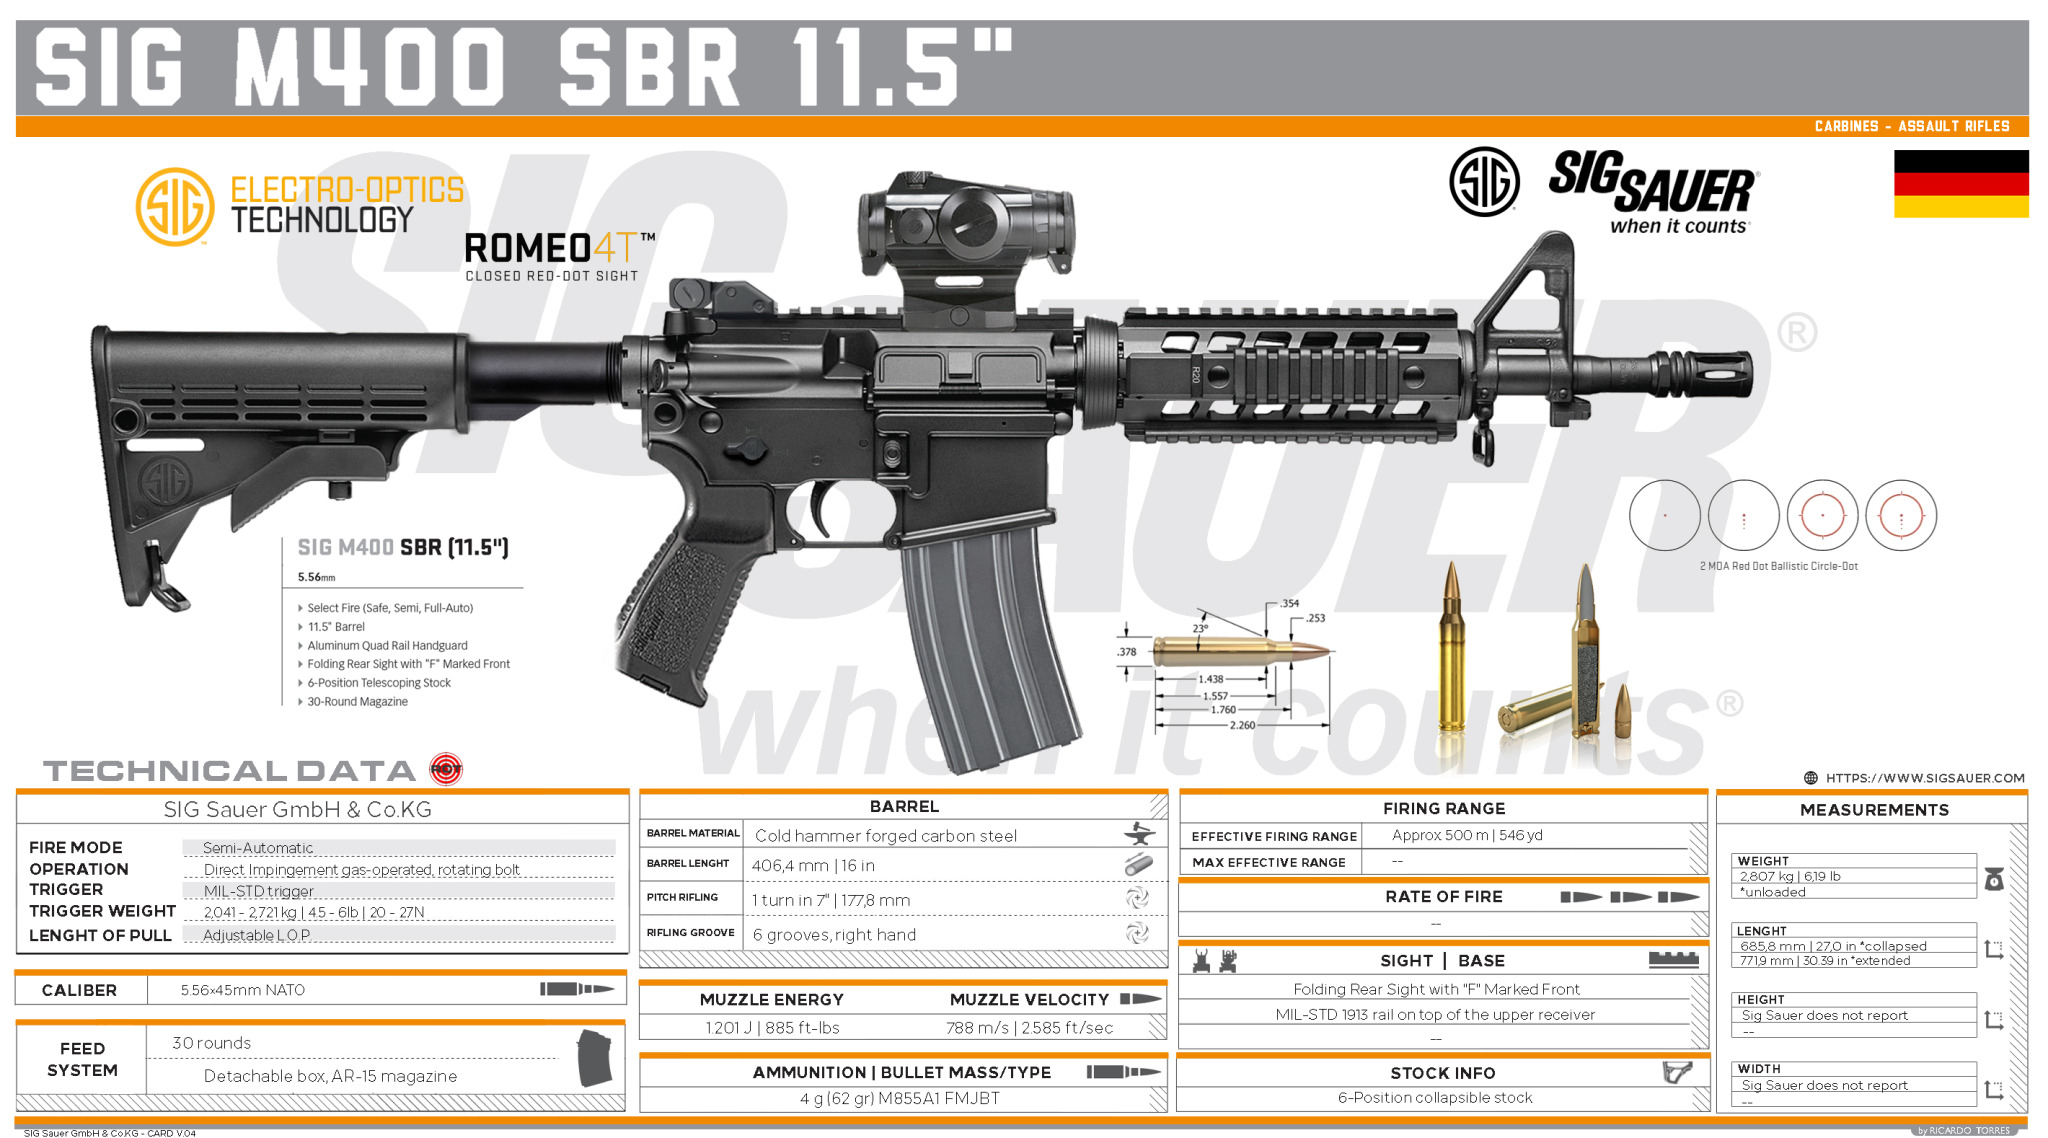 SIG M400 SBR 11.5"
CARBINES - ASSAULT RIFLES
SIG
ELECTRO-OPTICS
TECHNOLOGY
ROMEO4T™
CLOSED RED-DOT SIGHT
SIG
SIG SAUER®
when it counts®
SIG SAUER®
when it counts®
R20
SIG
SIG M400 SBR (11.5")
5.56mm
Select Fire (Safe, Semi, Full-Auto)
11.5" Barrel
Aluminum Quad Rail Handguard
Folding Rear Sight with "F" Marked Front
6-Position Telescoping Stock
30-Round Magazine
2 MOA Red Dot Ballistic Circle-Dot
.354
.253
23°
.378
1.438
1.557
1.760
2.260
TECHNICAL DATA
HTTPS://WWW.SIGSAUER.COM
SIG Sauer GmbH & Co.KG
FIRE MODE Semi-Automatic
OPERATION Direct Impingement gas-operated, rotating bolt
TRIGGER MIL-STD trigger
TRIGGER WEIGHT 2,041 - 2,721 kg | 4.5 - 6lb | 20 - 27N
LENGHT OF PULL Adjustable L.O.P.
CALIBER 5.56x45mm NATO
FEED SYSTEM
30 rounds
Detachable box, AR-15 magazine
BARREL
BARREL MATERIAL Cold hammer forged carbon steel
BARREL LENGHT 406,4 mm | 16 in
PITCH RIFLING 1 turn in 7" | 177,8 mm
RIFLING GROOVE 6 grooves, right hand
MUZZLE ENERGY MUZZLE VELOCITY
1.201 J | 885 ft-lbs 788 m/s | 2.585 ft/sec
AMMUNITION | BULLET MASS/TYPE
4 g (62 gr) M855A1 FMJBT
FIRING RANGE
EFFECTIVE FIRING RANGE Approx 500 m | 546 yd
MAX EFFECTIVE RANGE --
RATE OF FIRE
--
SIGHT | BASE
Folding Rear Sight with "F" Marked Front
MIL-STD 1913 rail on top of the upper receiver
--
STOCK INFO
6-Position collapsible stock
MEASUREMENTS
WEIGHT
2,807 kg | 6,19 lb
*unloaded
LENGHT
685,8 mm | 27,0 in *collapsed
771,9 mm | 30.39 in *extended
HEIGHT
Sig Sauer does not report
--
WIDTH
Sig Sauer does not report
--
SIG Sauer GmbH & Co.KG - CARD V.04
by RICARDO TORRES